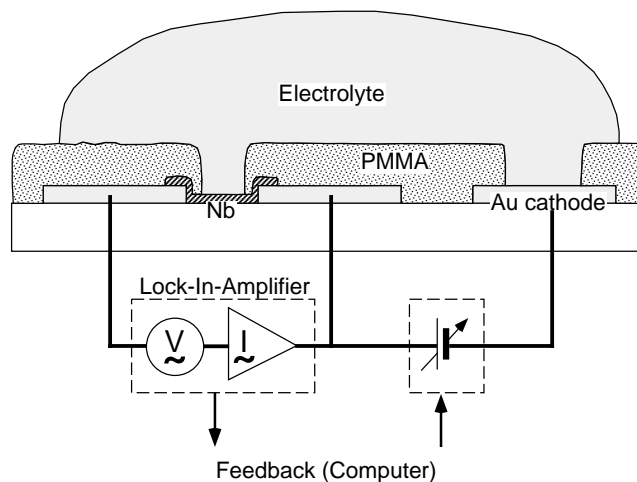 Electrolyte
PMMA
Nb
Au cathode
Lock-In-Amplifier
V
I
Feedback (Computer)